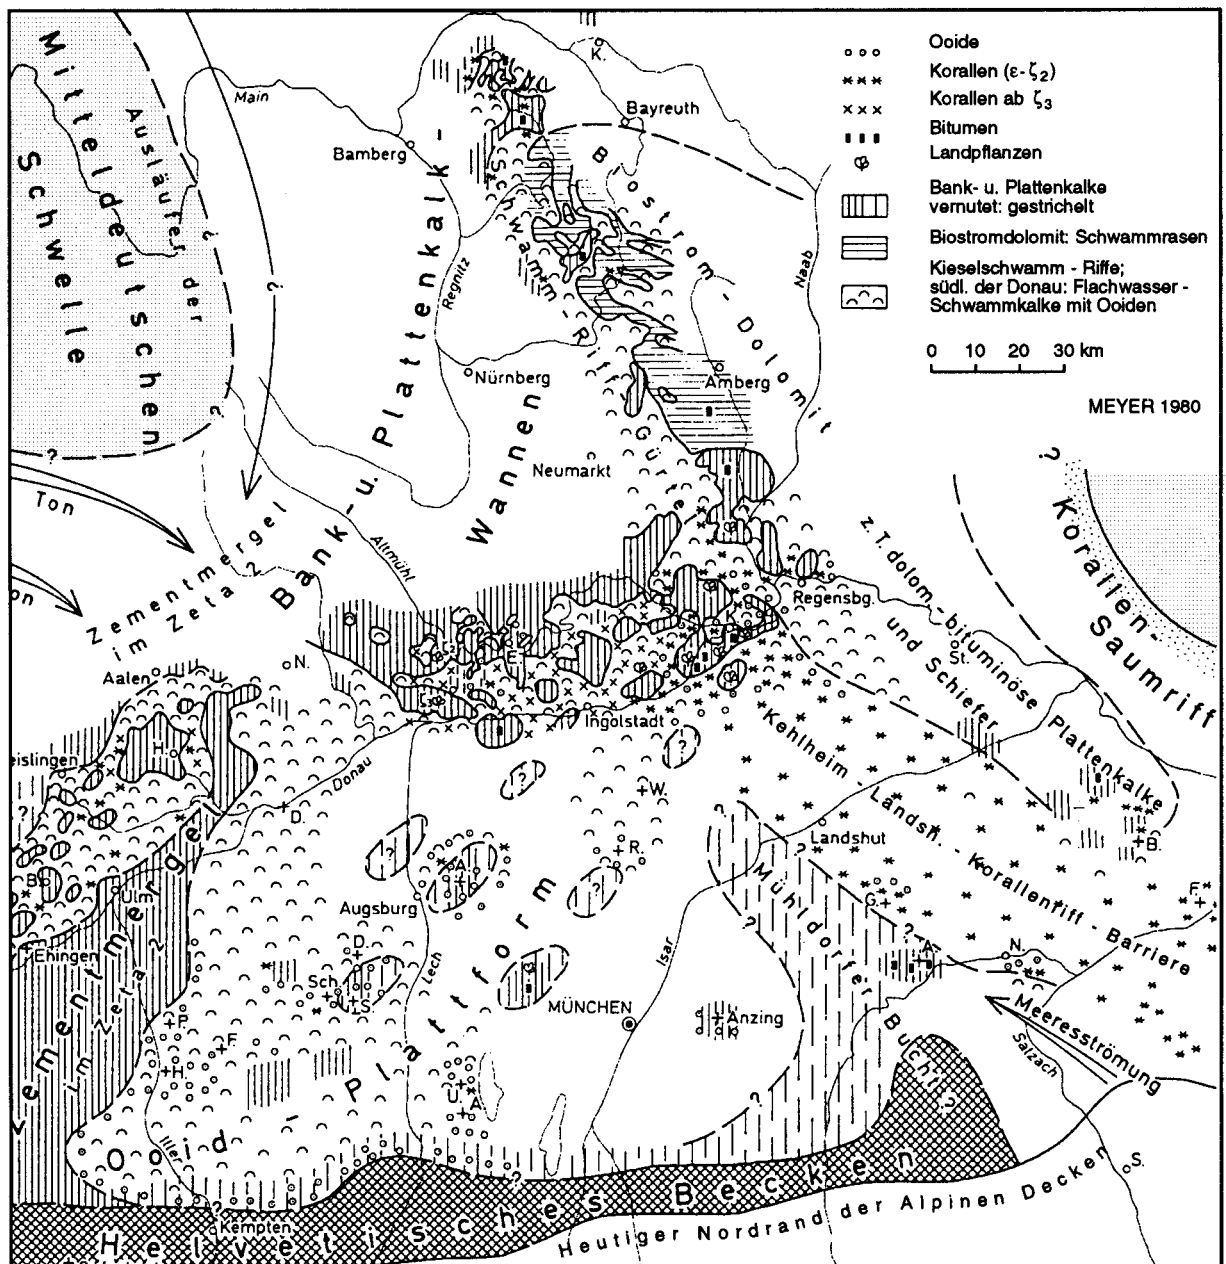 Ooide
Korallen (ε-ζ₂)
Korallen ab ζ₃
Bitumen
Landpflanzen
Bank- u. Plattenkalke
vernutet: gestrichelt
Biostromdolomit: Schwammrasen
Kieselschwamm - Riffe;
südl. der Donau: Flachwasser -
Schwammkalke mit Ooiden
0 10 20 30 km
MEYER 1980
Ausläufer der
Mitteldeutschen
Schwelle
Main
Bamberg
K.
Bayreuth
Regnitz
Naab
Nürnberg
Amberg
Neumarkt
Biostrom - Dolomit
Schwamm - Riff - Gürtel
Bank- u. Plattenkalk -
Wannen
Ton
on
Zementmergel
im Zeta 2
Altmühl
Korallen-
Saumriff
z. T. dolom.-bituminöse Plattenkalke
und Schiefer
Regensbg.
St.
Aalen
N.
E.
Ingolstadt
eislingen
H.
Donau
D.
W.
R.
Kehlheim - Landsh. - Korallenriff - Barriere
Landshut
B.
F.
B.
Ulm
Ehingen
Augsburg
A.
Lech
D.
Sch.
S.
Zementmergel
im Zeta 2
P.
F.
H.
U.
A.
Iller
Ooid - Plattform
Isar
MÜNCHEN
Anzing
Mühldorfer Bucht ?
G.
A.
N.
Meeresströmung
Salzach
S.
Kempten
Helvetisches Becken
Heutiger Nordrand der Alpinen Decken